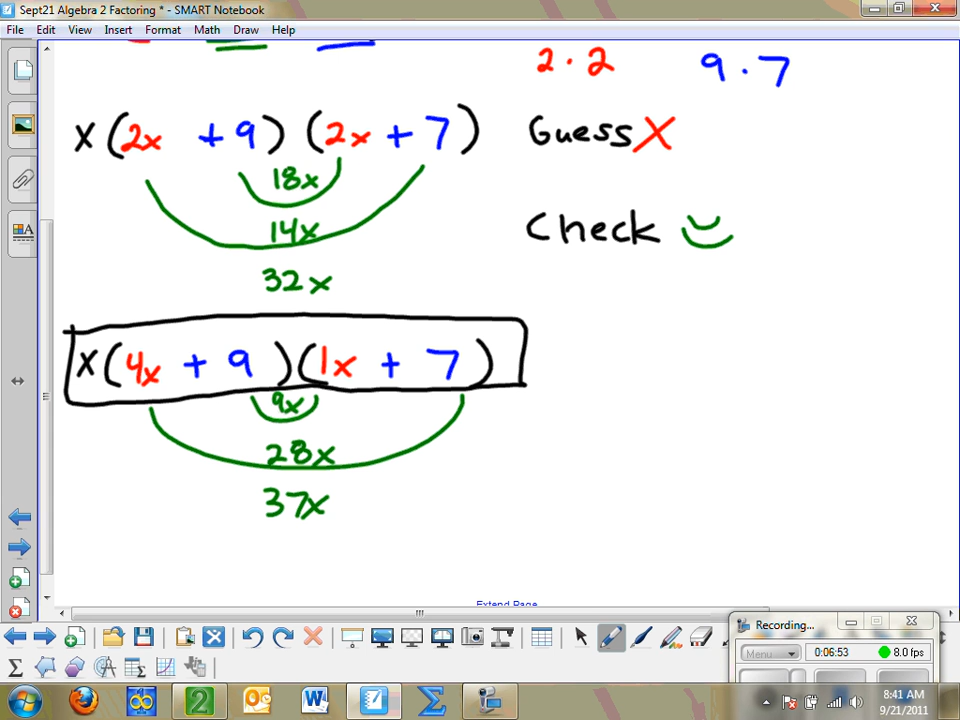 Sept21 Algebra 2 Factoring * - SMART Notebook
File Edit View Insert Format Math Draw Help
2 · 2 9 · 7
x(2x + 9)(2x + 7) Guess X
18x
14x
32x
Check
x(4x + 9)(1x + 7)
9x
28x
37x
Extend Page
Recording...
Menu 0:06:53 8.0 fps
8:41 AM
9/21/2011